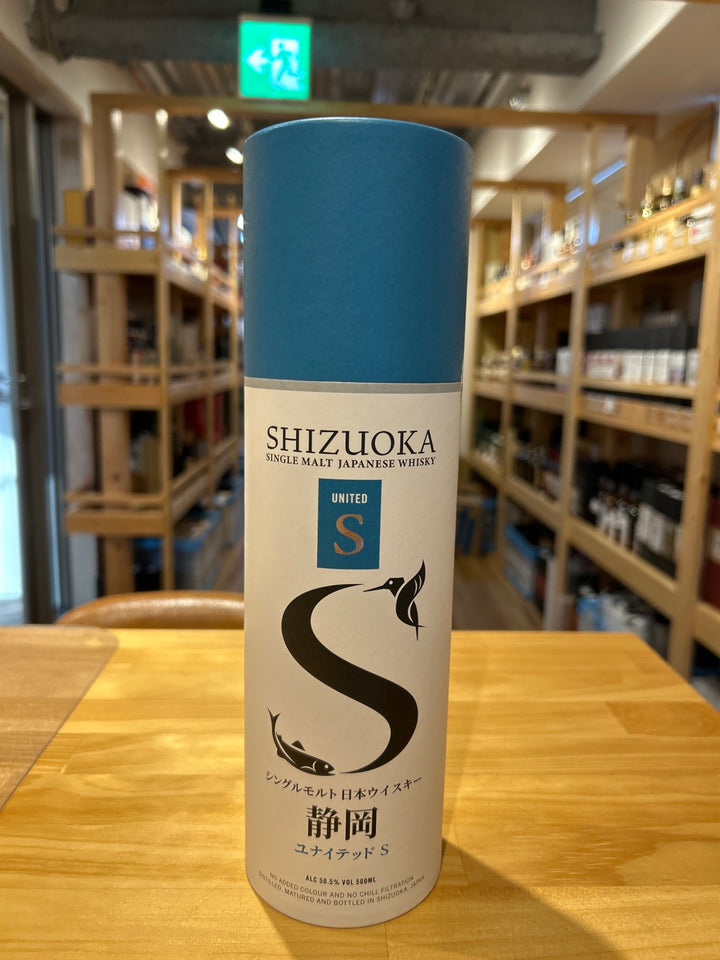 SHIZUOKA
SINGLE MALT JAPANESE WHISKY
UNITED
S
シングルモルト 日本ウイスキー
静岡
ユナイテッド S
ALC 50.5% VOL 500ML
NO ADDED COLOUR AND NO CHILL FILTRATION
DISTILLED, MATURED AND BOTTLED IN SHIZUOKA, JAPAN